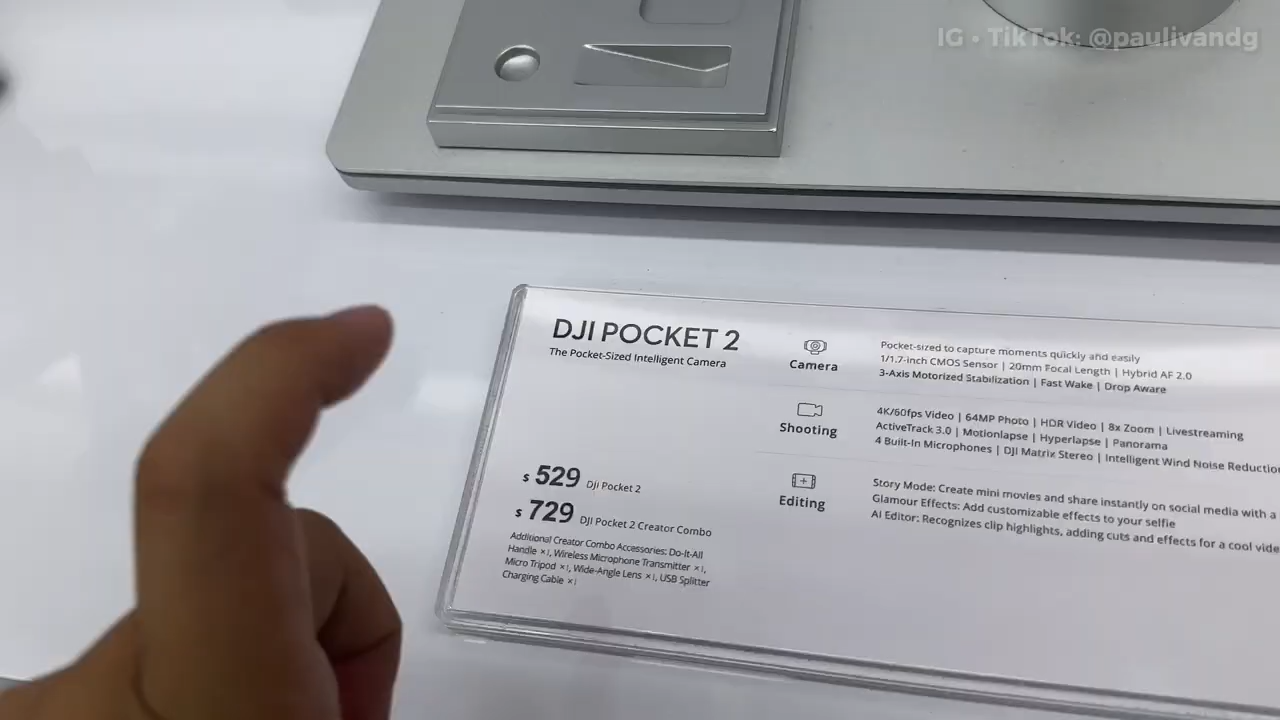 IG • TikTok: @paulivandg
DJI POCKET 2
The Pocket-Sized Intelligent Camera
$ 529 DJi Pocket 2
$ 729 DJI Pocket 2 Creator Combo
Additional Creator Combo Accessories: Do-It-All
Handle ×1, Wireless Microphone Transmitter ×1,
Micro Tripod ×1, Wide-Angle Lens ×1, USB Splitter
Charging Cable ×1
Camera
Pocket-sized to capture moments quickly and easily
1/1.7-inch CMOS Sensor | 20mm Focal Length | Hybrid AF 2.0
3-Axis Motorized Stabilization | Fast Wake | Drop Aware
Shooting
4K/60fps Video | 64MP Photo | HDR Video | 8x Zoom | Livestreaming
ActiveTrack 3.0 | Motionlapse | Hyperlapse | Panorama
4 Built-In Microphones | DJI Matrix Stereo | Intelligent Wind Noise Reductio
Editing
Story Mode: Create mini movies and share instantly on social media with a
Glamour Effects: Add customizable effects to your selfie
AI Editor: Recognizes clip highlights, adding cuts and effects for a cool vide